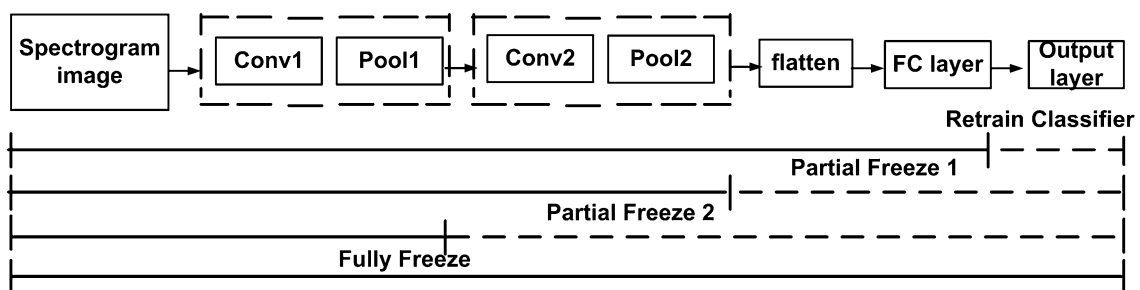 Spectrogram
image
Conv1
Pool1
Conv2
Pool2
flatten
FC layer
Output
layer
Retrain Classifier
Partial Freeze 1
Partial Freeze 2
Fully Freeze